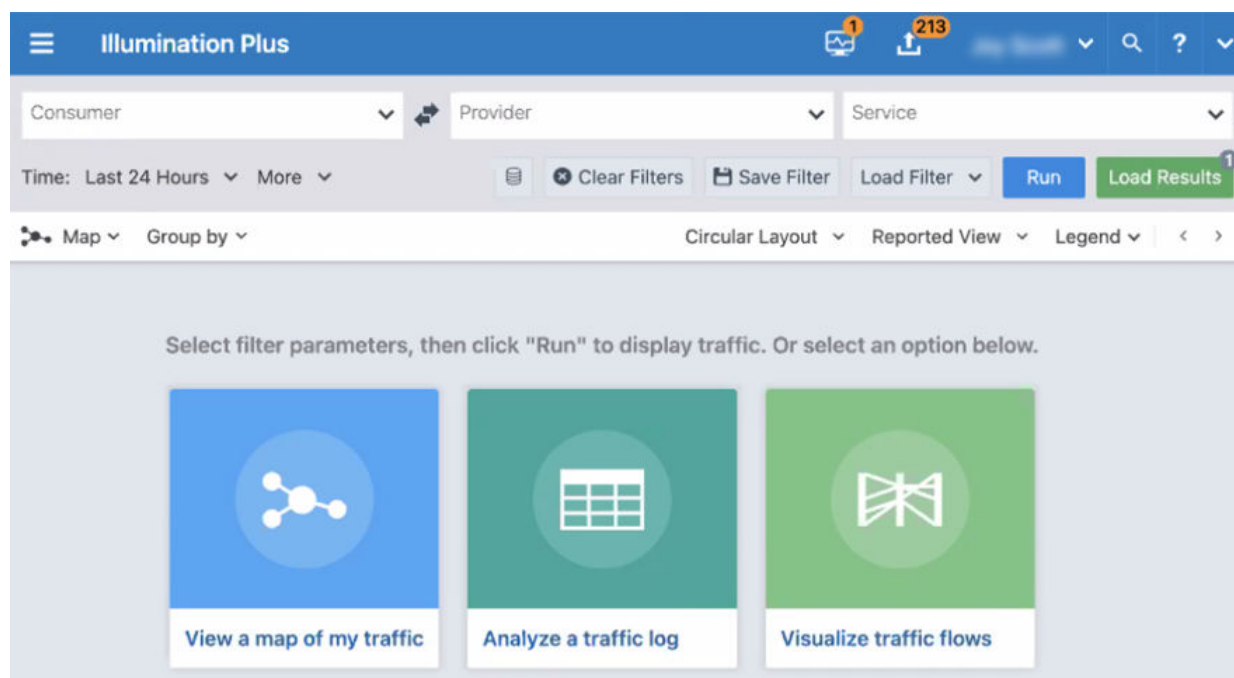 Illumination Plus
1
213
?
Consumer
Provider
Service
Time: Last 24 Hours More
Clear Filters
Save Filter
Load Filter
Run
Load Results
1
Map
Group by
Circular Layout
Reported View
Legend
Select filter parameters, then click "Run" to display traffic. Or select an option below.
View a map of my traffic
Analyze a traffic log
Visualize traffic flows